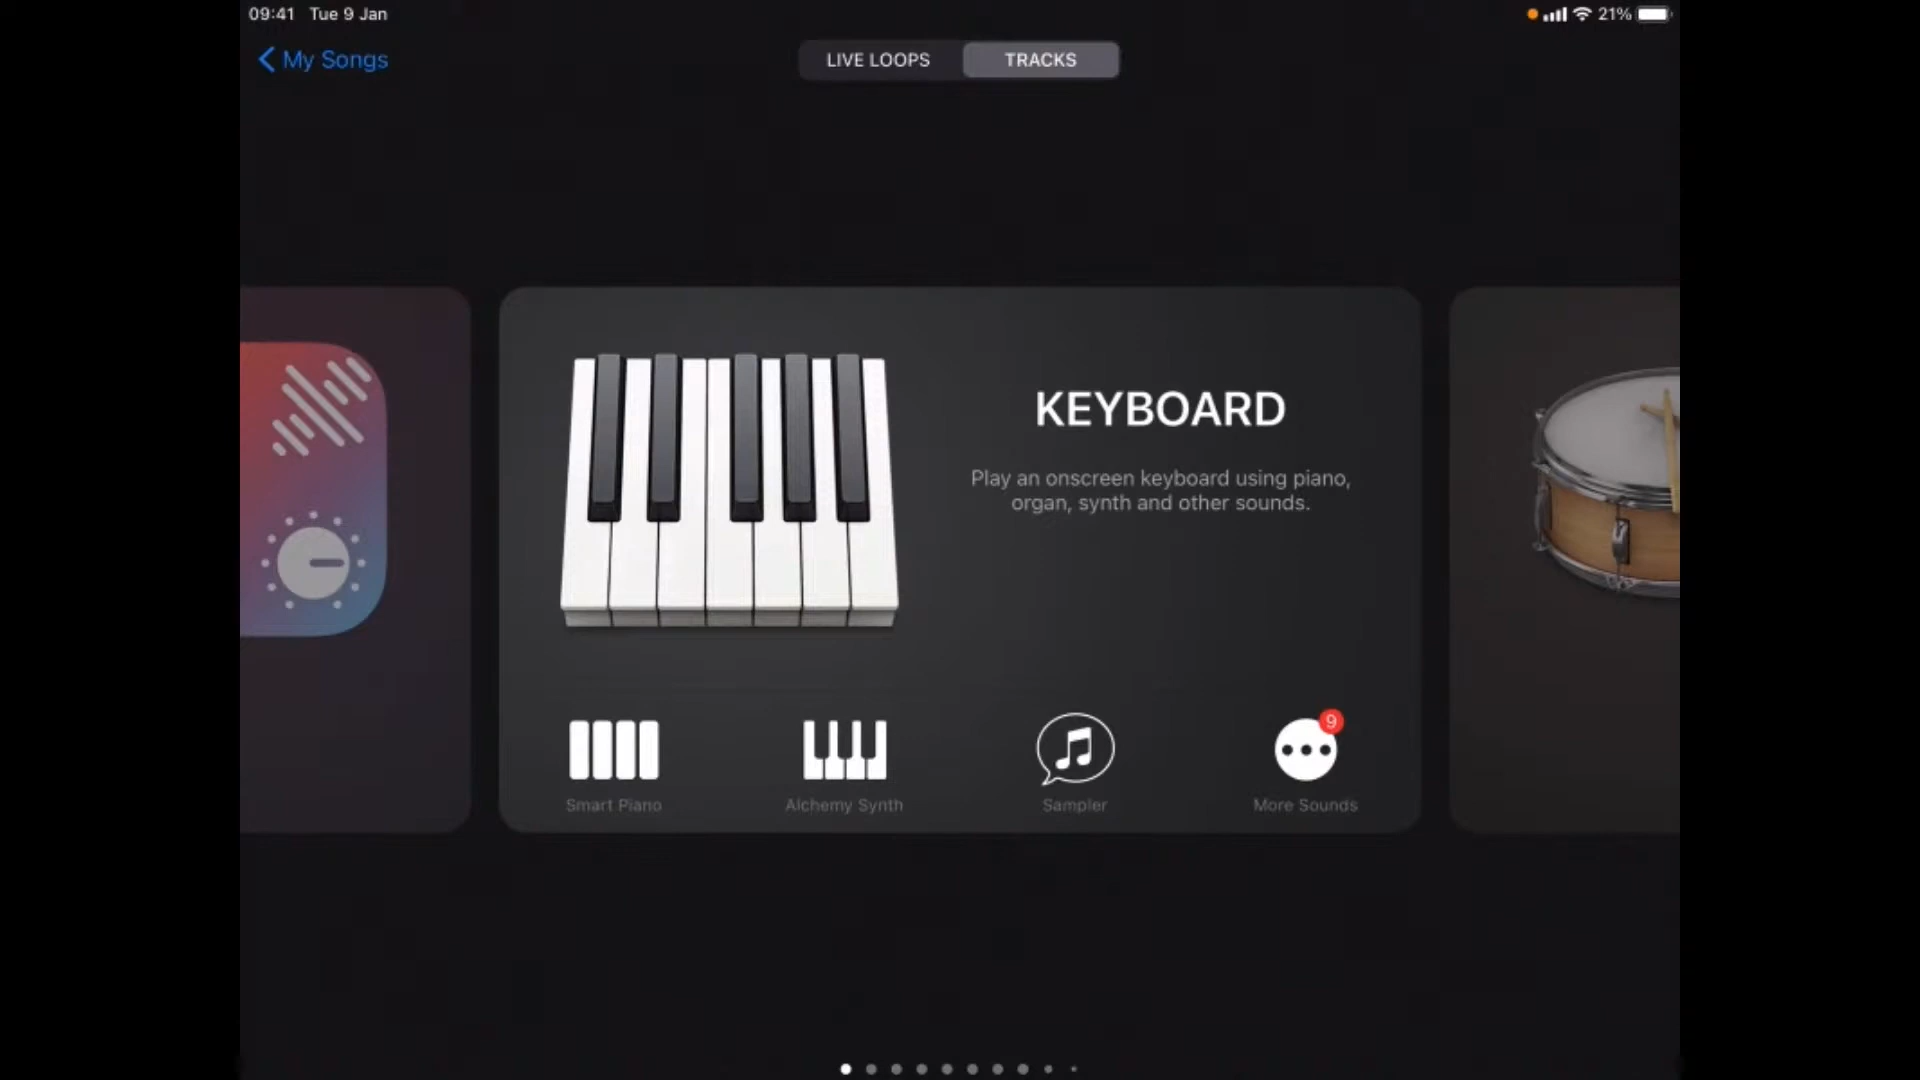 09:41 Tue 9 Jan
21%
My Songs
LIVE LOOPS
TRACKS
KEYBOARD
Play an onscreen keyboard using piano,
organ, synth and other sounds.
9
Smart Piano
Alchemy Synth
Sampler
More Sounds